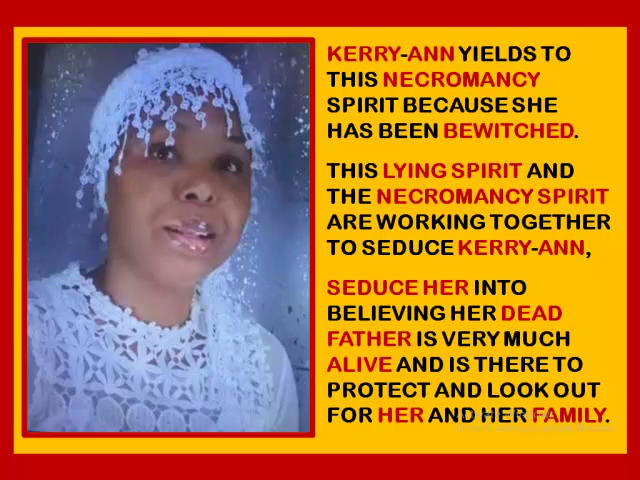 KERRY-ANN YIELDS TO
THIS NECROMANCY
SPIRIT BECAUSE SHE
HAS BEEN BEWITCHED.
THIS LYING SPIRIT AND
THE NECROMANCY SPIRIT
ARE WORKING TOGETHER
TO SEDUCE KERRY-ANN,
SEDUCE HER INTO
BELIEVING HER DEAD
FATHER IS VERY MUCH
ALIVE AND IS THERE TO
PROTECT AND LOOK OUT
FOR HER AND HER FAMILY.